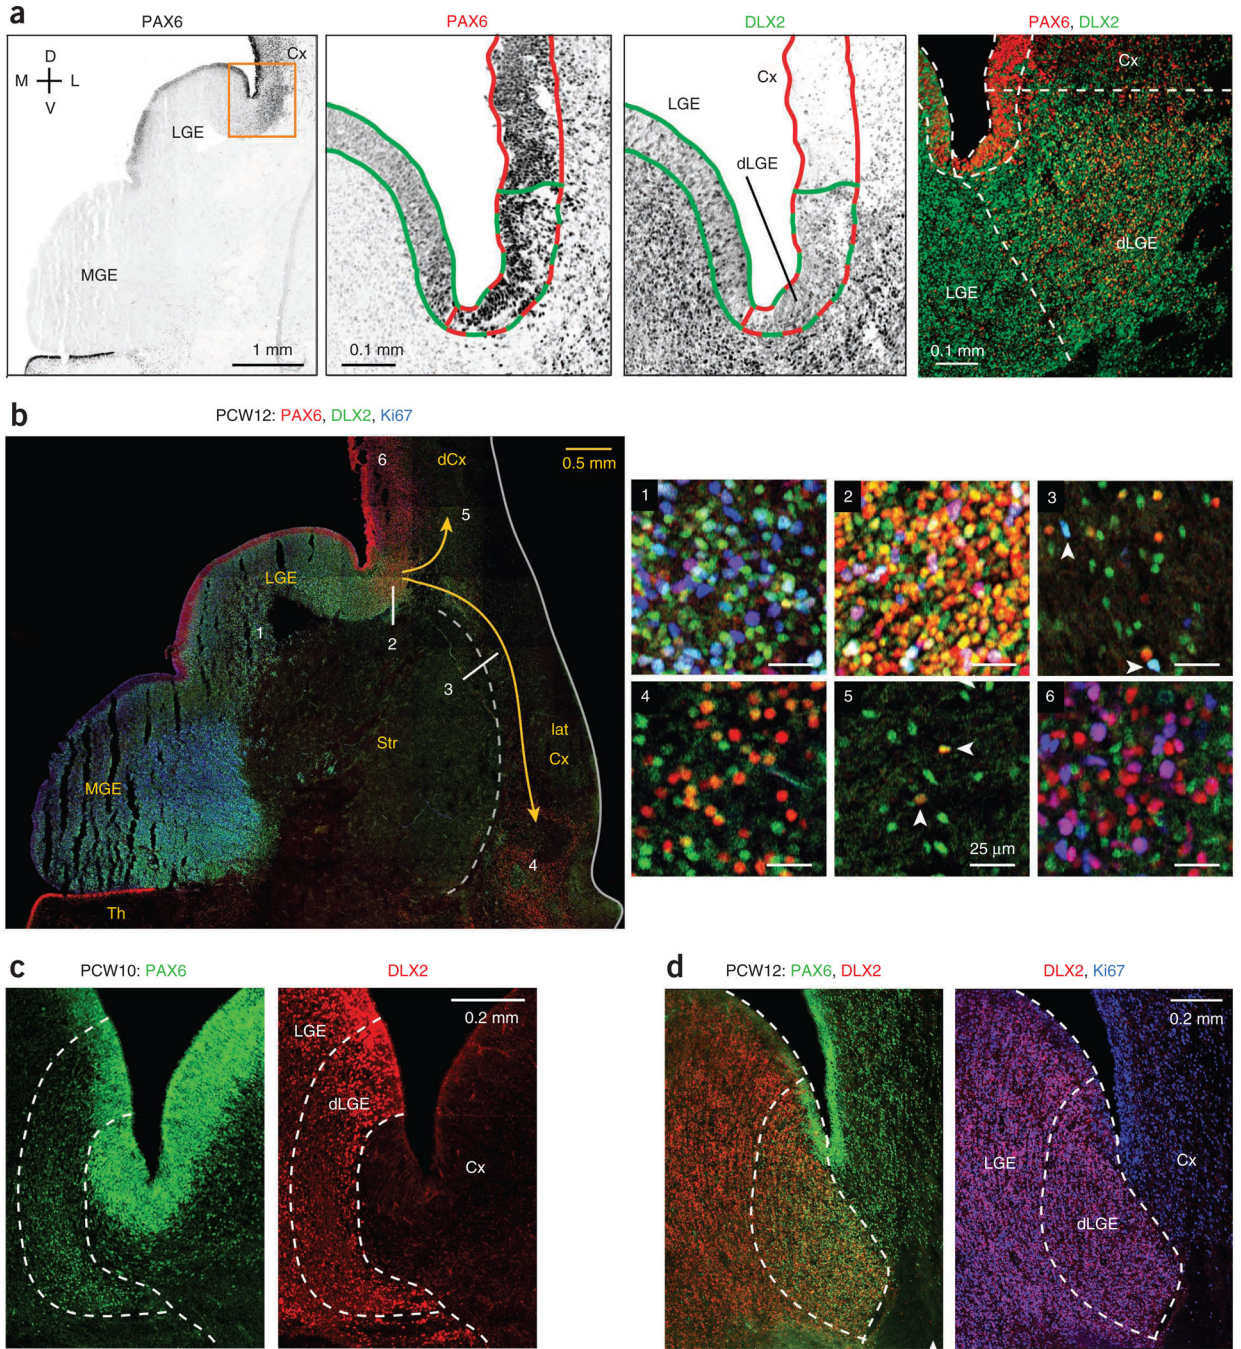 a
PAX6
PAX6
DLX2
PAX6, DLX2
D
M L
V
Cx
LGE
MGE
1 mm
0.1 mm
LGE
Cx
dLGE
Cx
dLGE
LGE
0.1 mm
b
PCW12: PAX6, DLX2, Ki67
6
dCx
0.5 mm
5
LGE
1
2
3
lat
Cx
Str
MGE
4
Th
1
2
3
4
5
6
25 µm
c
PCW10: PAX6
DLX2
LGE
0.2 mm
dLGE
Cx
d
PCW12: PAX6, DLX2
DLX2, Ki67
0.2 mm
LGE
Cx
dLGE